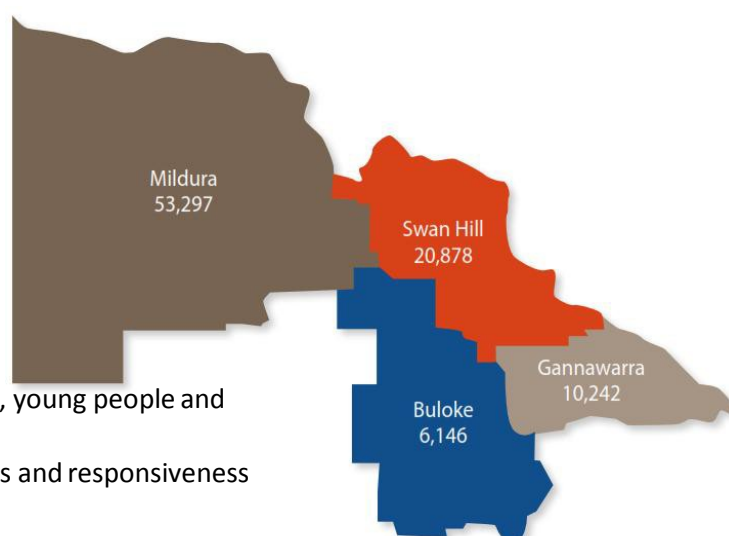 Mildura
53,297
Swan Hill
20,878
Gannawarra
10,242
, young people and
Buloke
6,146
s and responsiveness